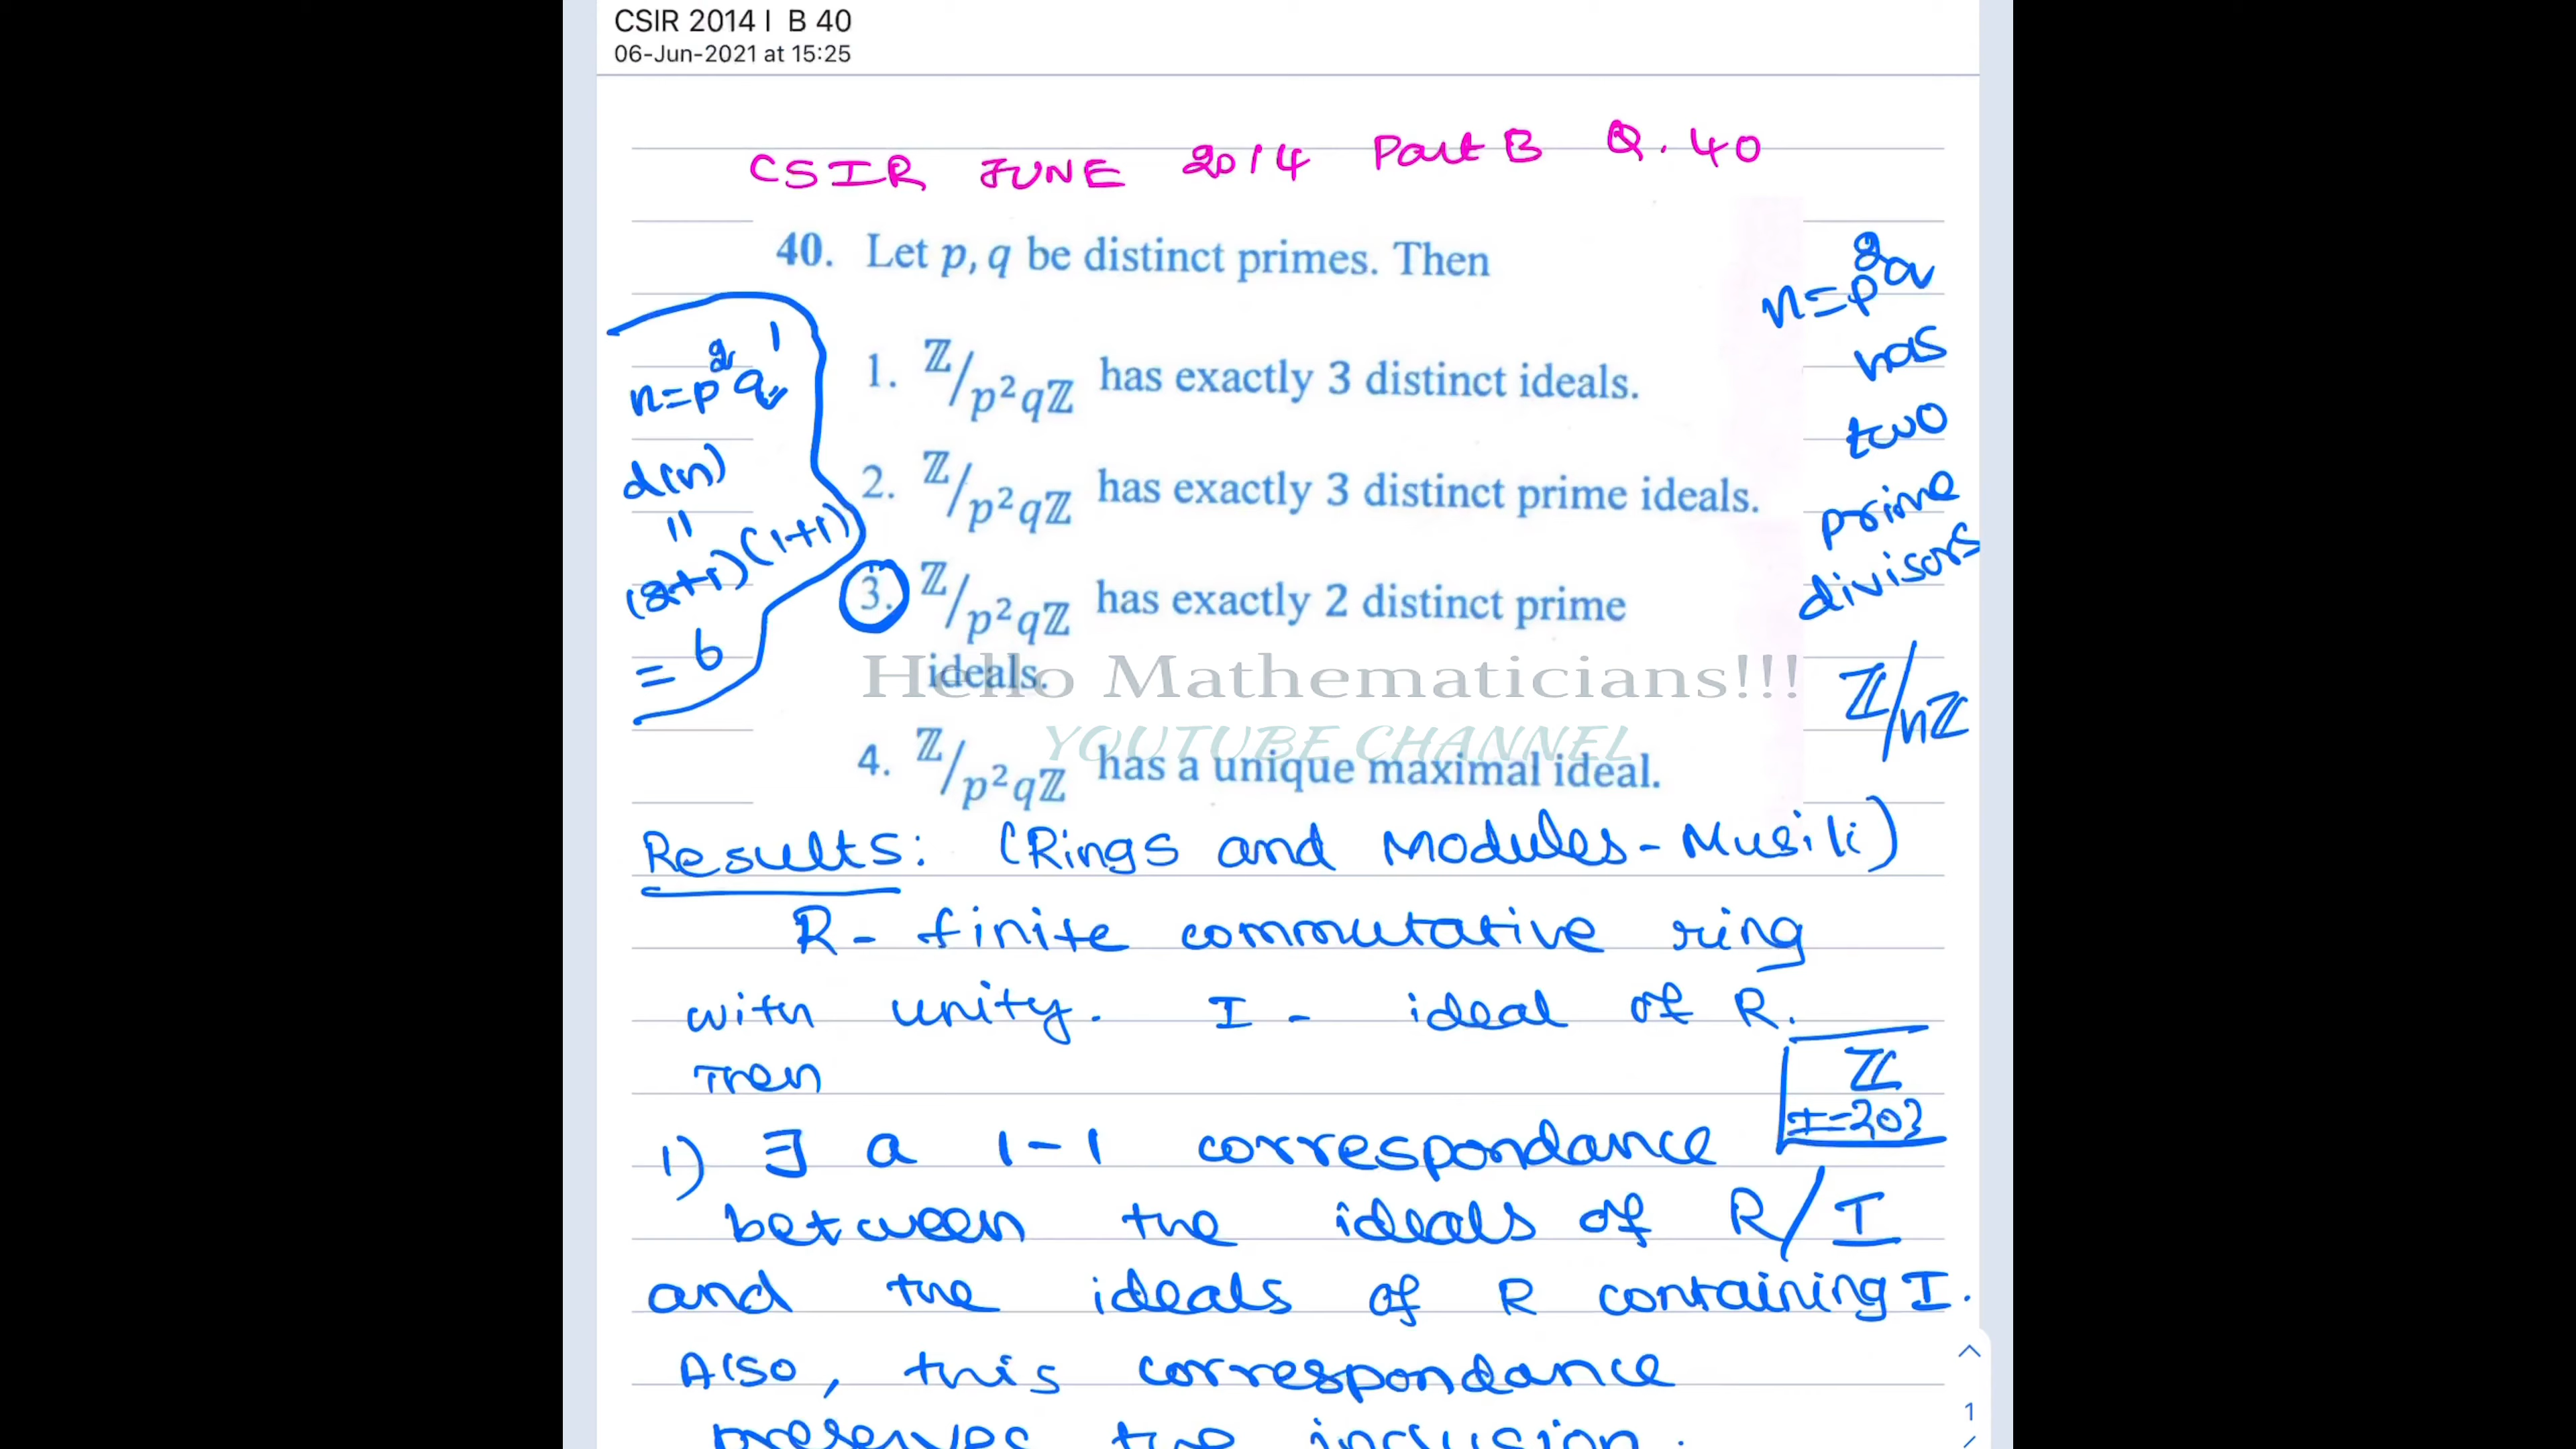 CSIR 2014 I B 40
06-Jun-2021 at 15:25
CSIR JUNE 2014 Part B Q. 40
40. Let p, q be distinct primes. Then
1. ℤ/p²qℤ has exactly 3 distinct ideals.
2. ℤ/p²qℤ has exactly 3 distinct prime ideals.
3. ℤ/p²qℤ has exactly 2 distinct prime
ideals.
4. ℤ/p²qℤ has a unique maximal ideal.
n=p²q¹
d(n)
=
(2+1)(1+1)
= 6
n=p²q
has
two
prime
divisors
ℤ/nℤ
Hello Mathematicians!!!
YOUTUBE CHANNEL
Results: (Rings and Modules - Musili)
R - finite commutative ring
with unity. I - ideal of R.
Then
ℤ
I={0}
1) ∃ a 1-1 correspondance
between the ideals of R/I
and the ideals of R containing I.
Also, this correspondance
preserves the inclusion.
1